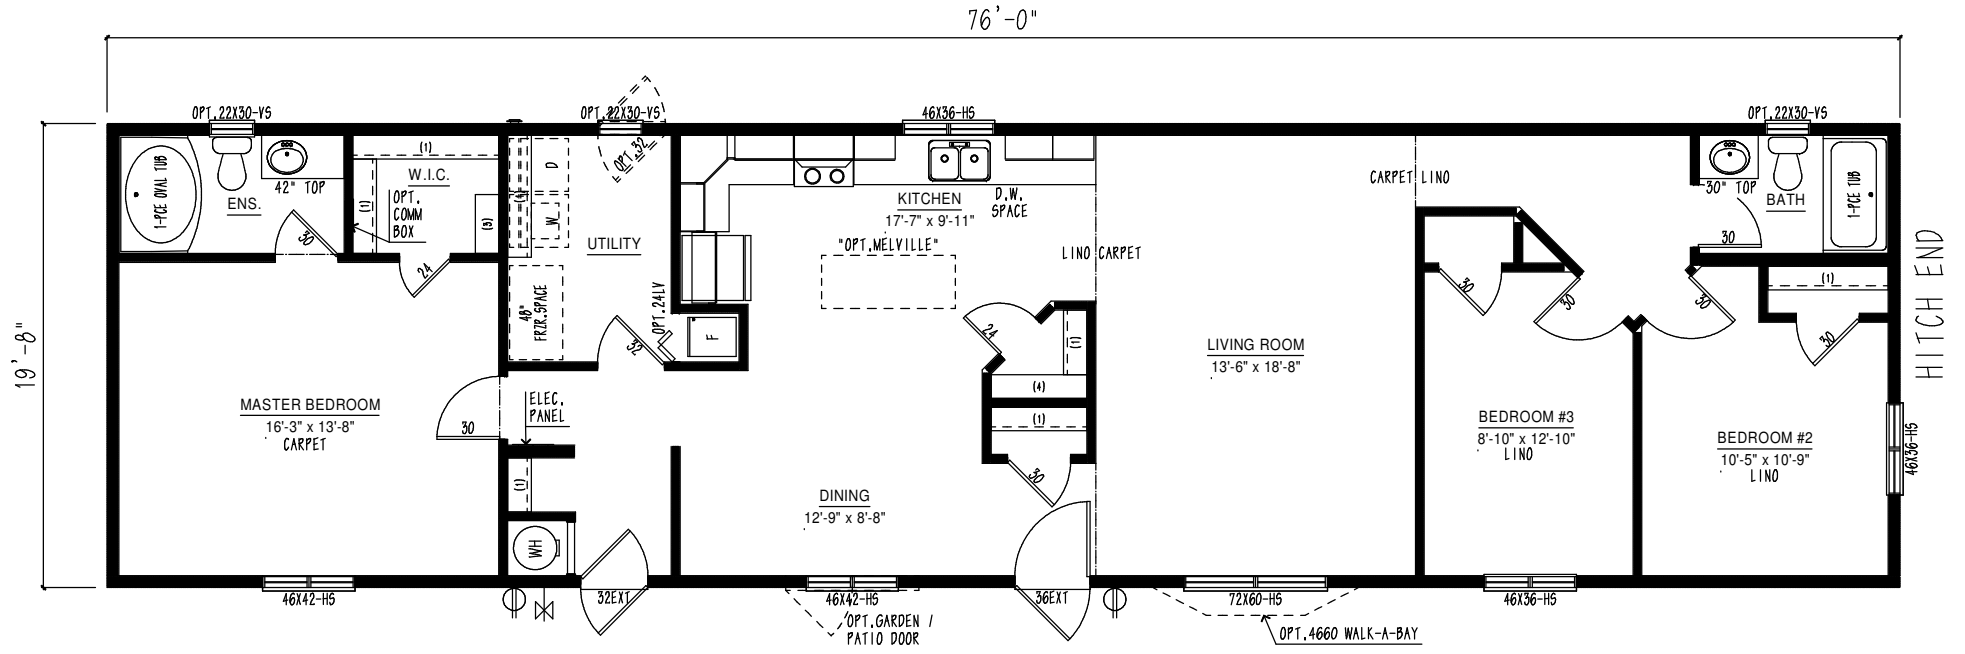 76'-0"
OPT.22X30-VS
OPT.22X30-VS
46X36-HS
OPT.22X30-VS
1-PCE OVAL TUB
42" TOP
ENS.
30
(1)
W.I.C.
(1)
OPT.
COMM
BOX
(3)
24
D
W
OPT.32
UTILITY
48"
FRZR.SPACE
OPT.24LV
32
F
KITCHEN
17'-7" x 9'-11"
"OPT.MELVILLE"
D.W.
SPACE
LINO CARPET
24
(1)
(4)
(1)
30
CARPET LINO
30" TOP
BATH
1-PCE TUB
30
HITCH END
19'-8"
MASTER BEDROOM
16'-3" x 13'-8"
CARPET
30
ELEC.
PANEL
(1)
WH
DINING
12'-9" x 8'-8"
LIVING ROOM
13'-6" x 18'-8"
30
30
30
(1)
30
BEDROOM #3
8'-10" x 12'-10"
LINO
BEDROOM #2
10'-5" x 10'-9"
LINO
46X36-HS
46X42-HS
32EXT
46X42-HS
36EXT
72X60-HS
46X36-HS
OPT.GARDEN /
PATIO DOOR
OPT.4660 WALK-A-BAY